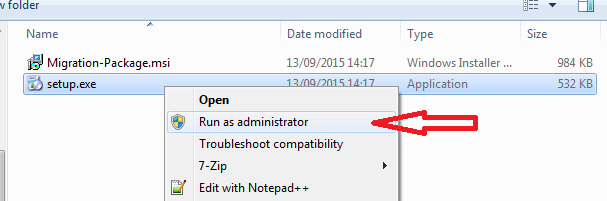 w folder
Name Date modified Type Size
Migration-Package.msi 13/09/2015 14:17 Windows Installer ... 984 KB
setup.exe 13/09/2015 14:17 Application 532 KB
Open
Run as administrator
Troubleshoot compatibility
7-Zip
Edit with Notepad++